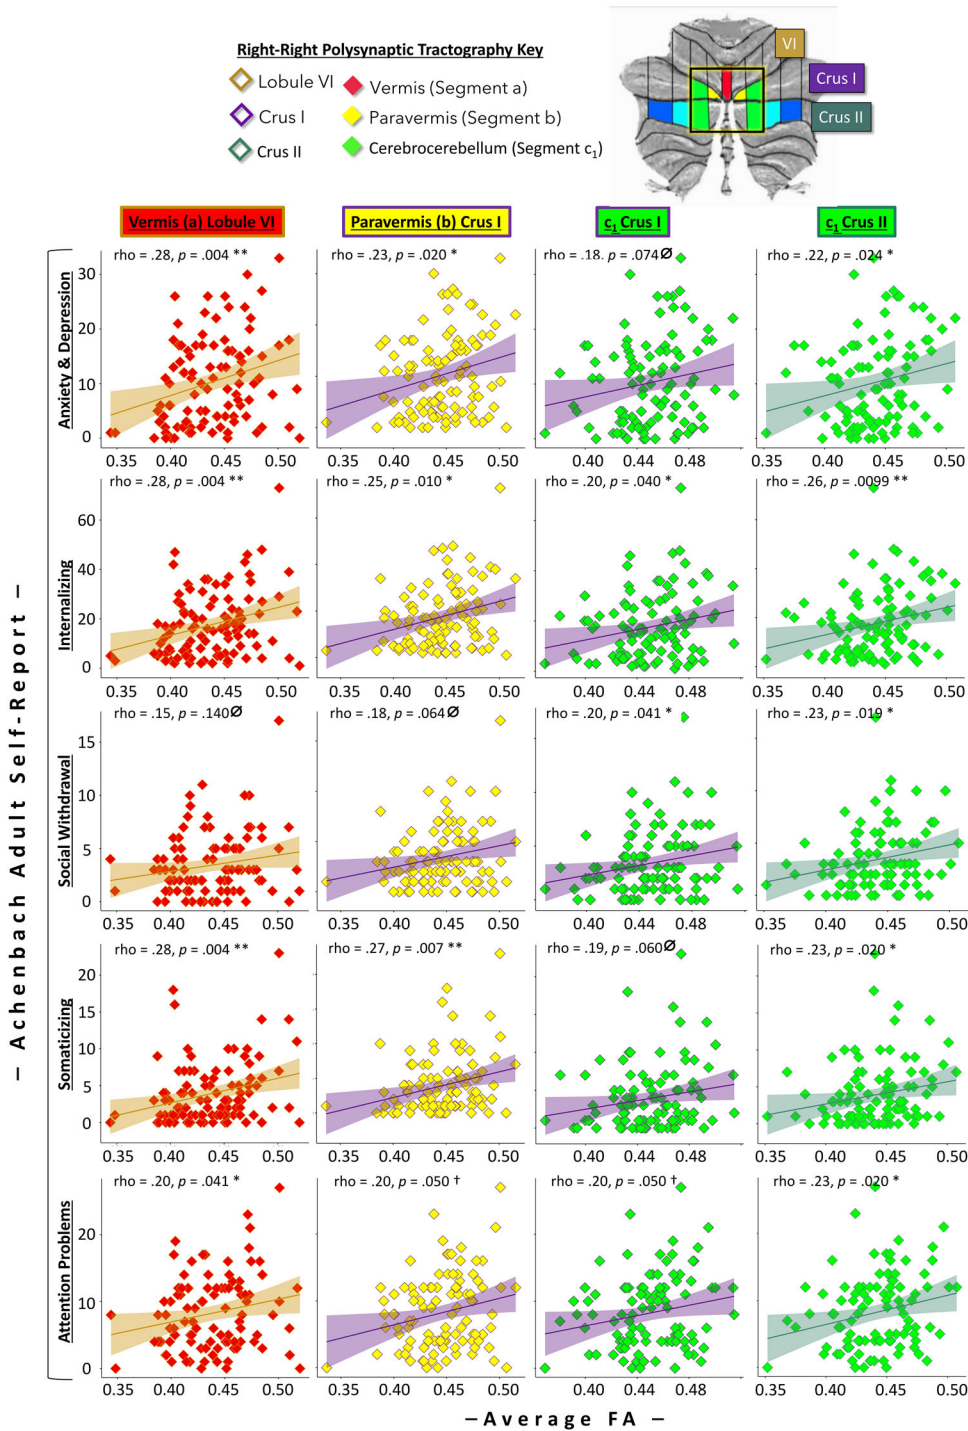 Right-Right Polysynaptic Tractography Key
Lobule VI
Vermis (Segment a)
Crus I
Paravermis (Segment b)
Crus II
Cerebrocerebellum (Segment c1)
VI
Crus I
Crus II
Vermis (a) Lobule VI
Paravermis (b) Crus I
c1 Crus I
c1 Crus II
– Achenbach Adult Self-Report –
Anxiety & Depression
rho = .28, p = .004 **
rho = .23, p = .020 *
rho = .18. p = .074 Ø
rho = .22, p = .024 *
30
20
10
0
0.35 0.40 0.45 0.50
0.35 0.40 0.45 0.50
0.40 0.44 0.48
0.35 0.40 0.45 0.50
Internalizing
rho = .28, p = .004 **
rho = .25, p = .010 *
rho = .20, p = .040 *
rho = .26, p = .0099 **
60
40
20
0
0.35 0.40 0.45 0.50
0.35 0.40 0.45 0.50
0.40 0.44 0.48
0.35 0.40 0.45 0.50
Social Withdrawal
rho = .15, p = .140 Ø
rho = .18, p = .064 Ø
rho = .20, p = .041 *
rho = .23, p = .019 *
15
10
5
0
0.35 0.40 0.45 0.50
0.35 0.40 0.45 0.50
0.40 0.44 0.48
0.35 0.40 0.45 0.50
Somaticizing
rho = .28, p = .004 **
rho = .27, p = .007 **
rho = .19, p = .060 Ø
rho = .23, p = .020 *
20
15
10
5
0
0.35 0.40 0.45 0.50
0.35 0.40 0.45 0.50
0.40 0.44 0.48
0.35 0.40 0.45 0.50
Attention Problems
rho = .20, p = .041 *
rho = .20, p = .050 †
rho = .20, p = .050 †
rho = .23, p = .020 *
20
10
0
0.35 0.40 0.45 0.50
0.35 0.40 0.45 0.50
0.40 0.44 0.48
0.35 0.40 0.45 0.50
– Average FA –